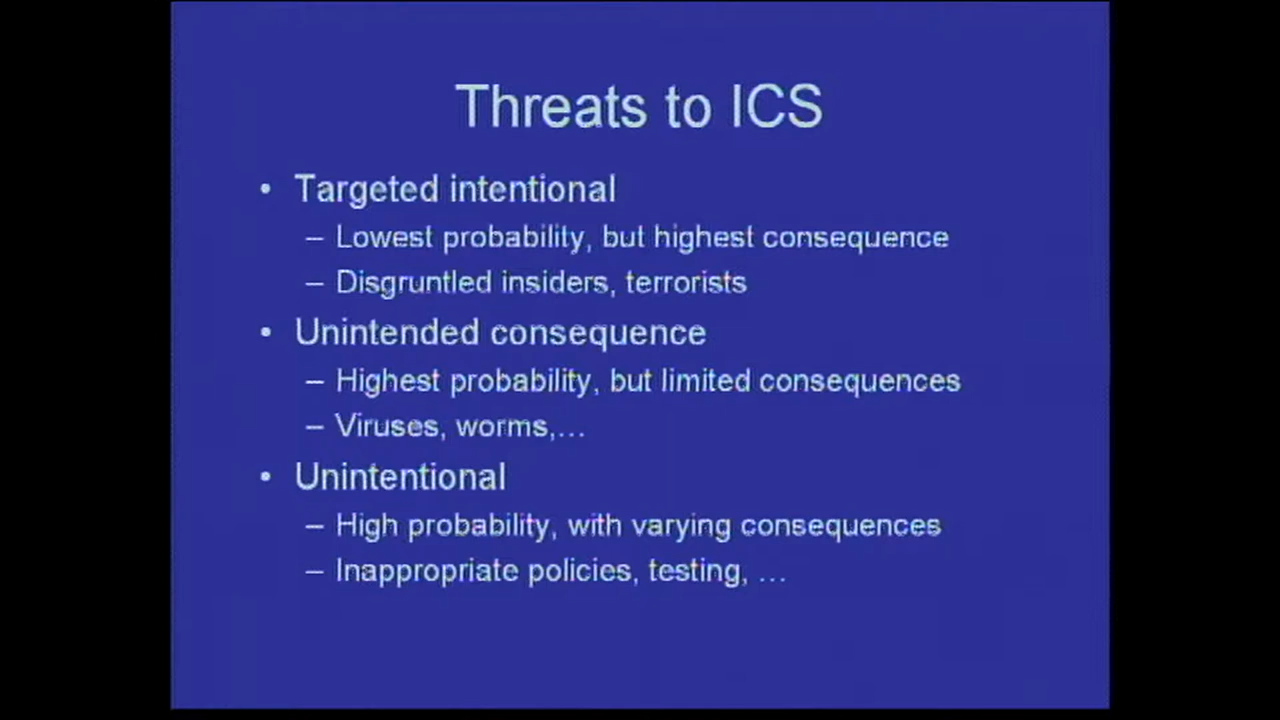 Threats to ICS
• Targeted intentional
– Lowest probability, but highest consequence
– Disgruntled insiders, terrorists
• Unintended consequence
– Highest probability, but limited consequences
– Viruses, worms,…
• Unintentional
– High probability, with varying consequences
– Inappropriate policies, testing, …